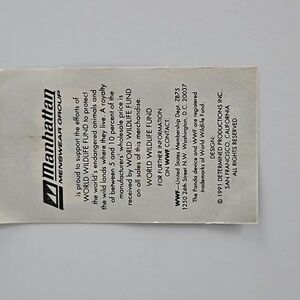 Manhattan
MENSWEAR GROUP
is proud to support the efforts of
WORLD WILDLIFE FUND to protect
the world's endangered animals and
the wild lands where they live. A royalty
of between 5 and 10 percent of the
manufacturers' wholesale price is
received by WORLD WILDLIFE FUND
on all sales of this merchandise.
WORLD WILDLIFE FUND
FOR FURTHER INFORMATION
ON WWF CONTACT:
WWF—United States Membership Dept. ZB75
1250 24th Street N.W. Washington, D.C. 20037
The Panda device and WWF are registered
trademarks of World Wildlife Fund.
DESIGN:
© 1991 DETERMINED PRODUCTIONS INC.
SAN FRANCISCO, CALIFORNIA
ALL RIGHTS RESERVED